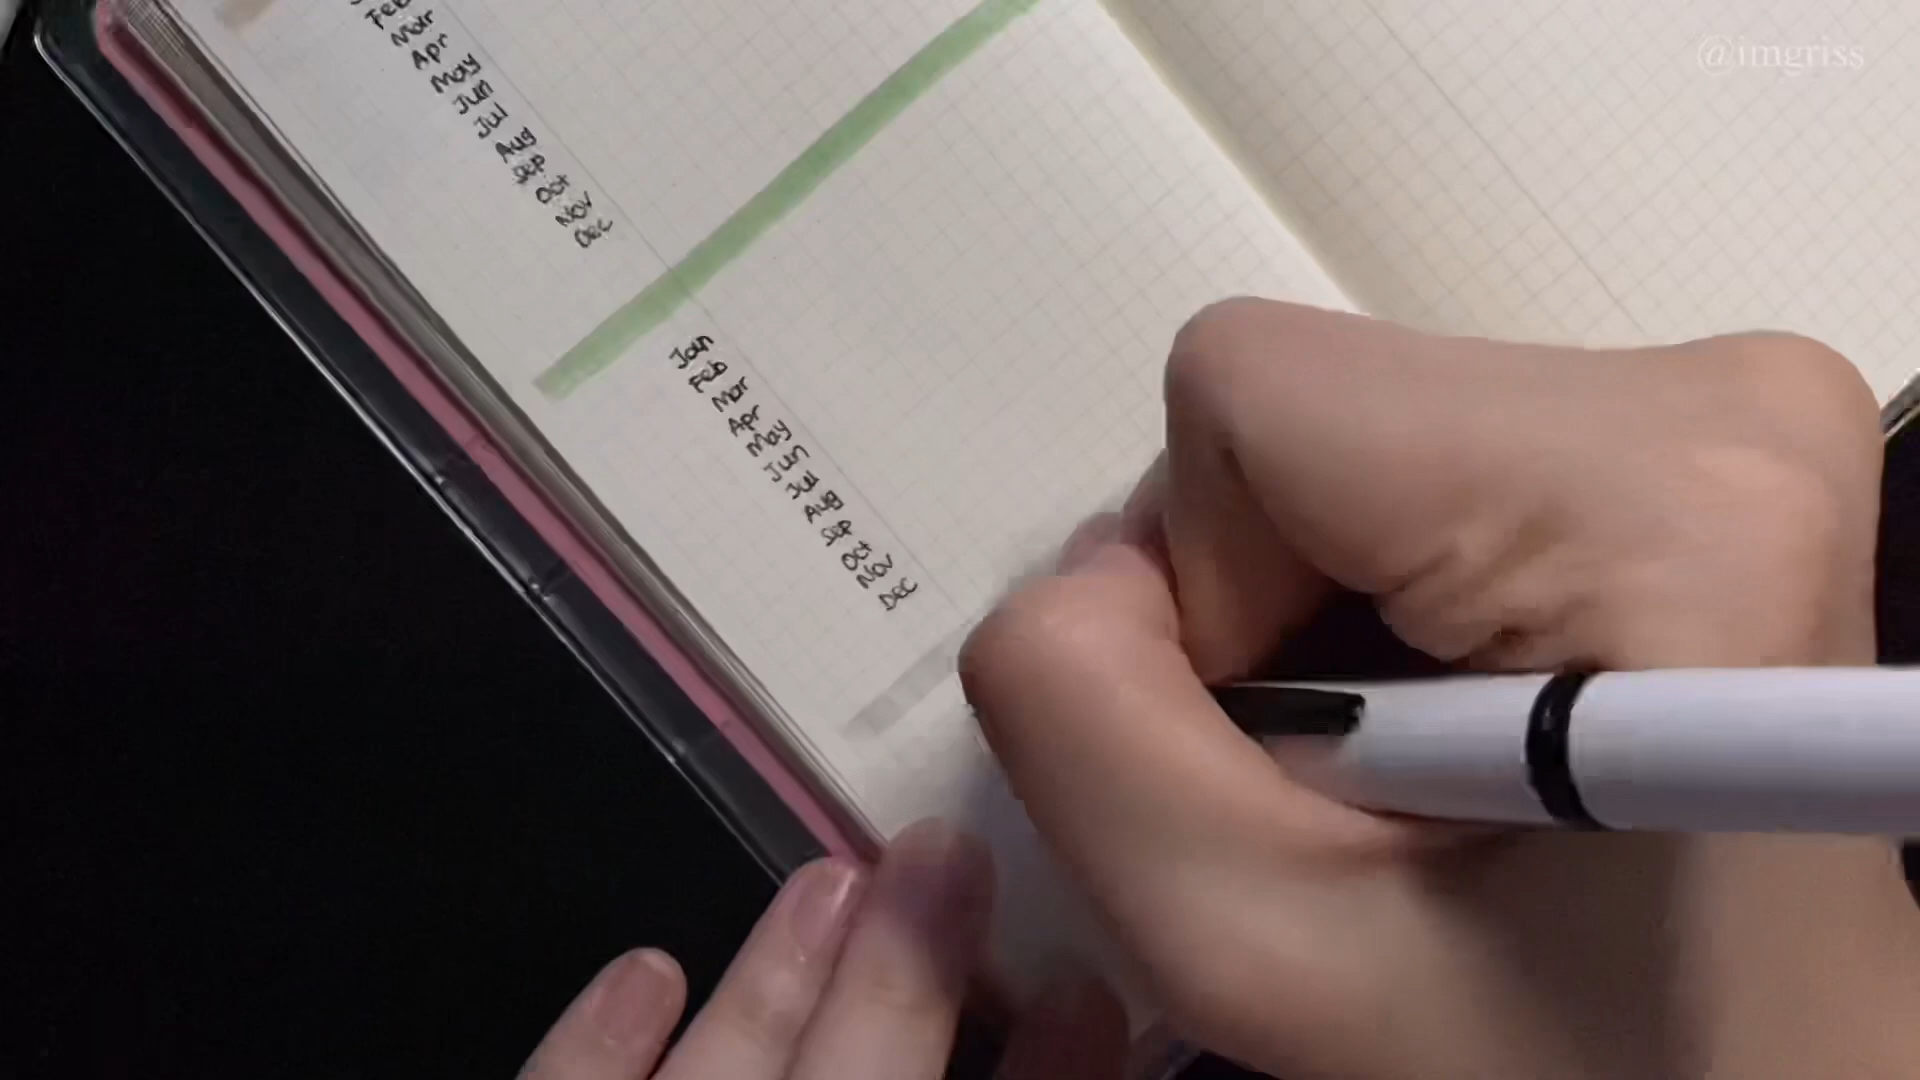 @imgriss
Feb
Mar
Apr
May
Jun
Jul
Aug
Sep
Oct
Nov
Dec
Jan
Feb
Mar
Apr
May
Jun
Jul
Aug
Sep
Oct
Nov
Dec